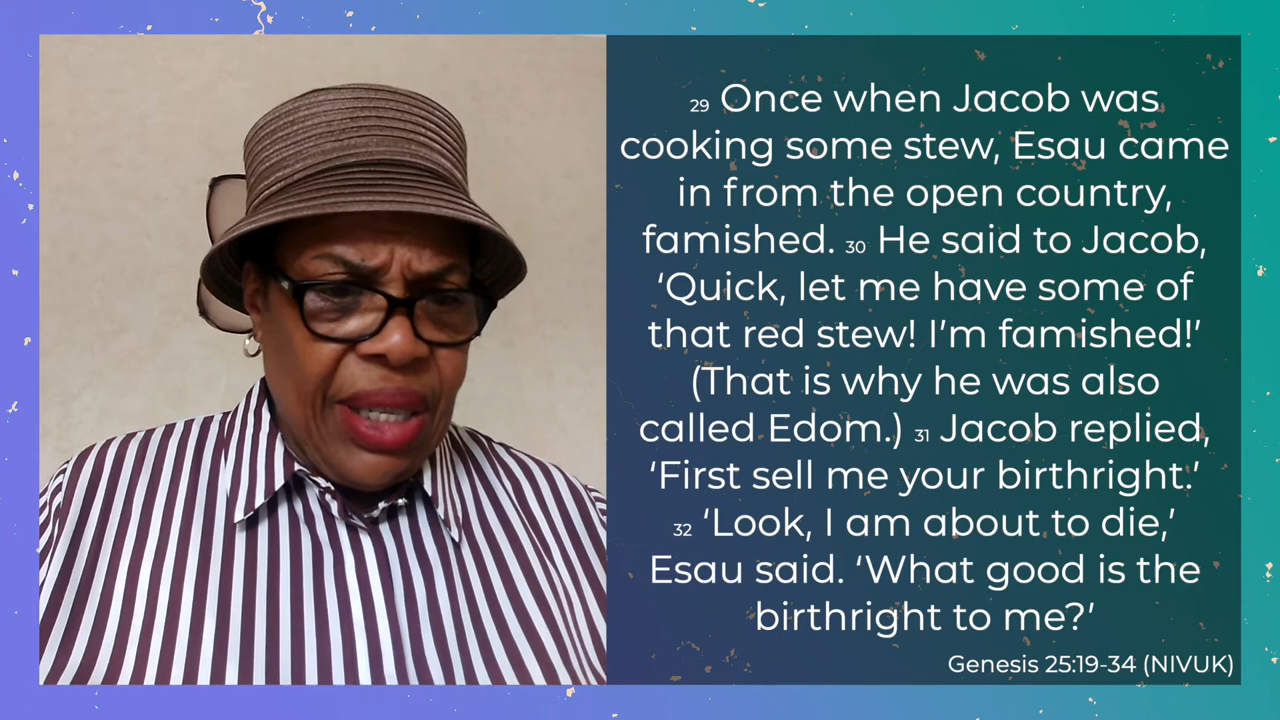 29 Once when Jacob was
cooking some stew, Esau came
in from the open country,
famished. 30 He said to Jacob,
‘Quick, let me have some of
that red stew! I’m famished!’
(That is why he was also
called Edom.) 31 Jacob replied,
‘First sell me your birthright.’
32 ‘Look, I am about to die,’
Esau said. ‘What good is the
birthright to me?’
Genesis 25:19-34 (NIVUK)